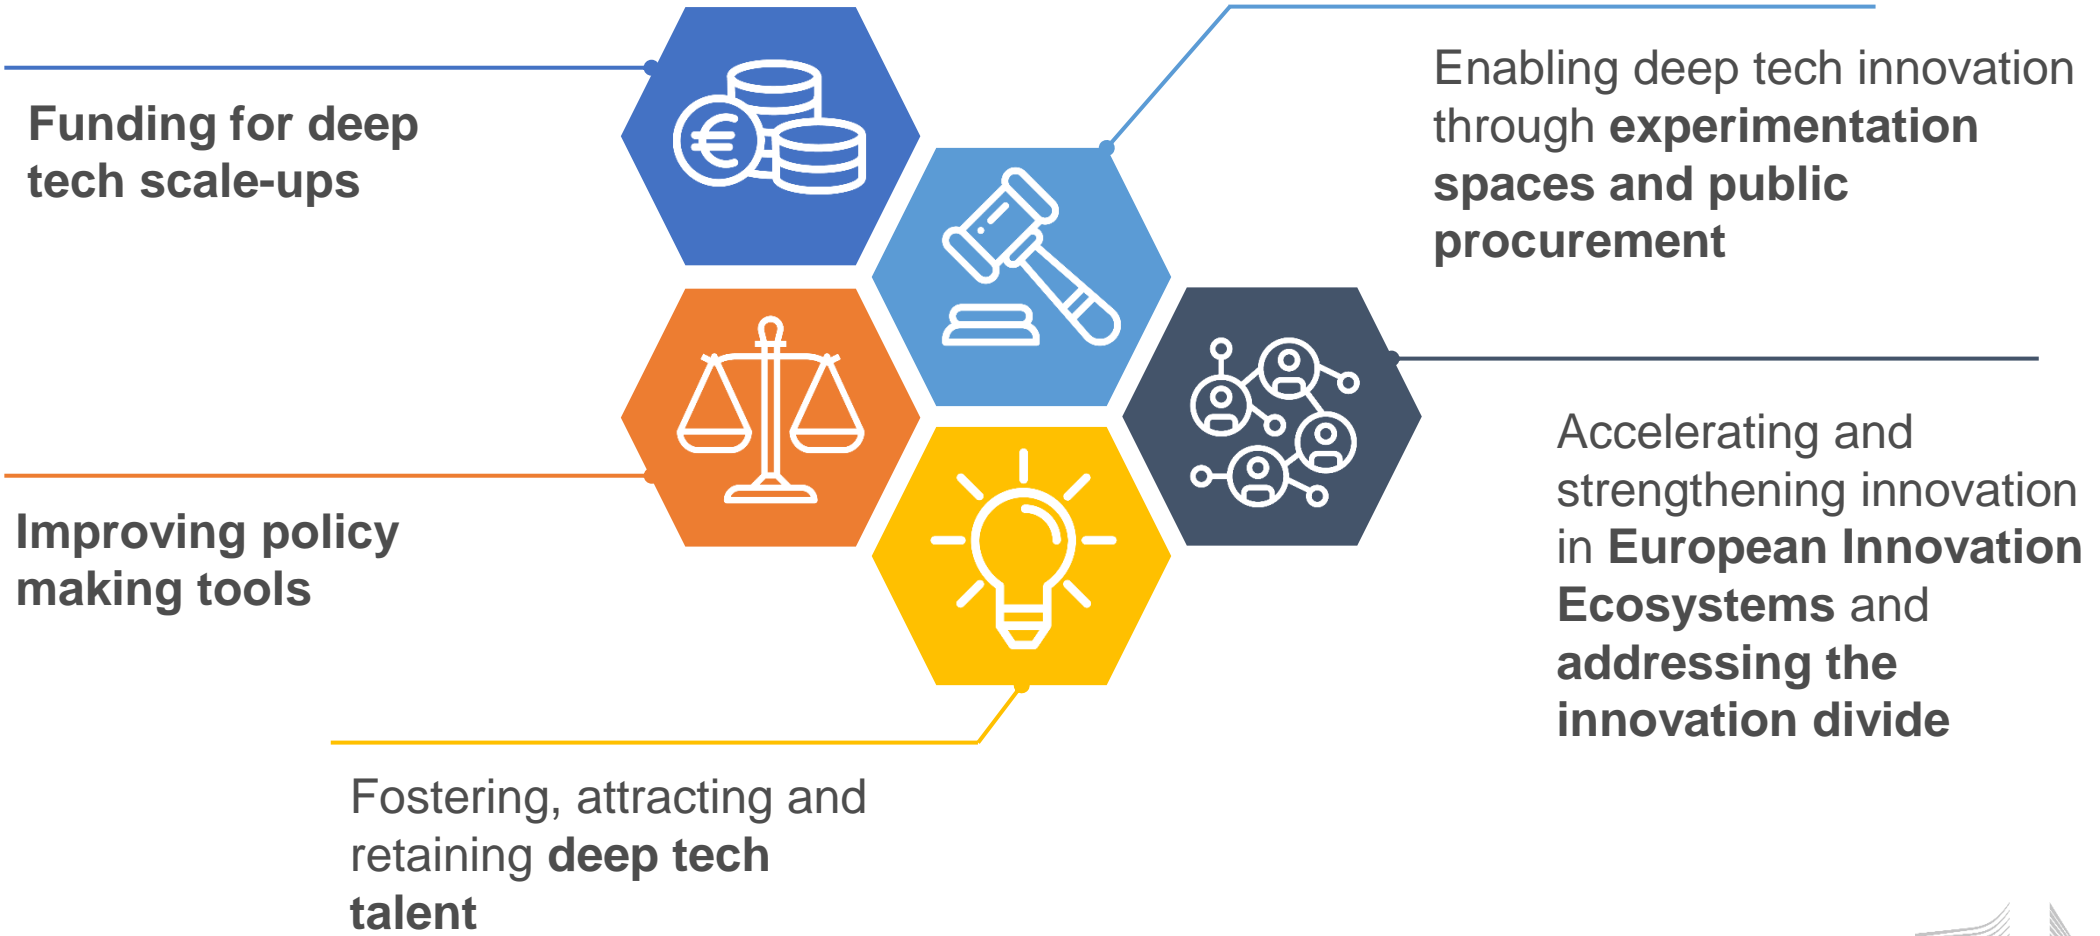 Funding for deep
tech scale-ups
Enabling deep tech innovation
through experimentation
spaces and public
procurement
Improving policy
making tools
Accelerating and
strengthening innovation
in European Innovation
Ecosystems and
addressing the
innovation divide
Fostering, attracting and
retaining deep tech
talent